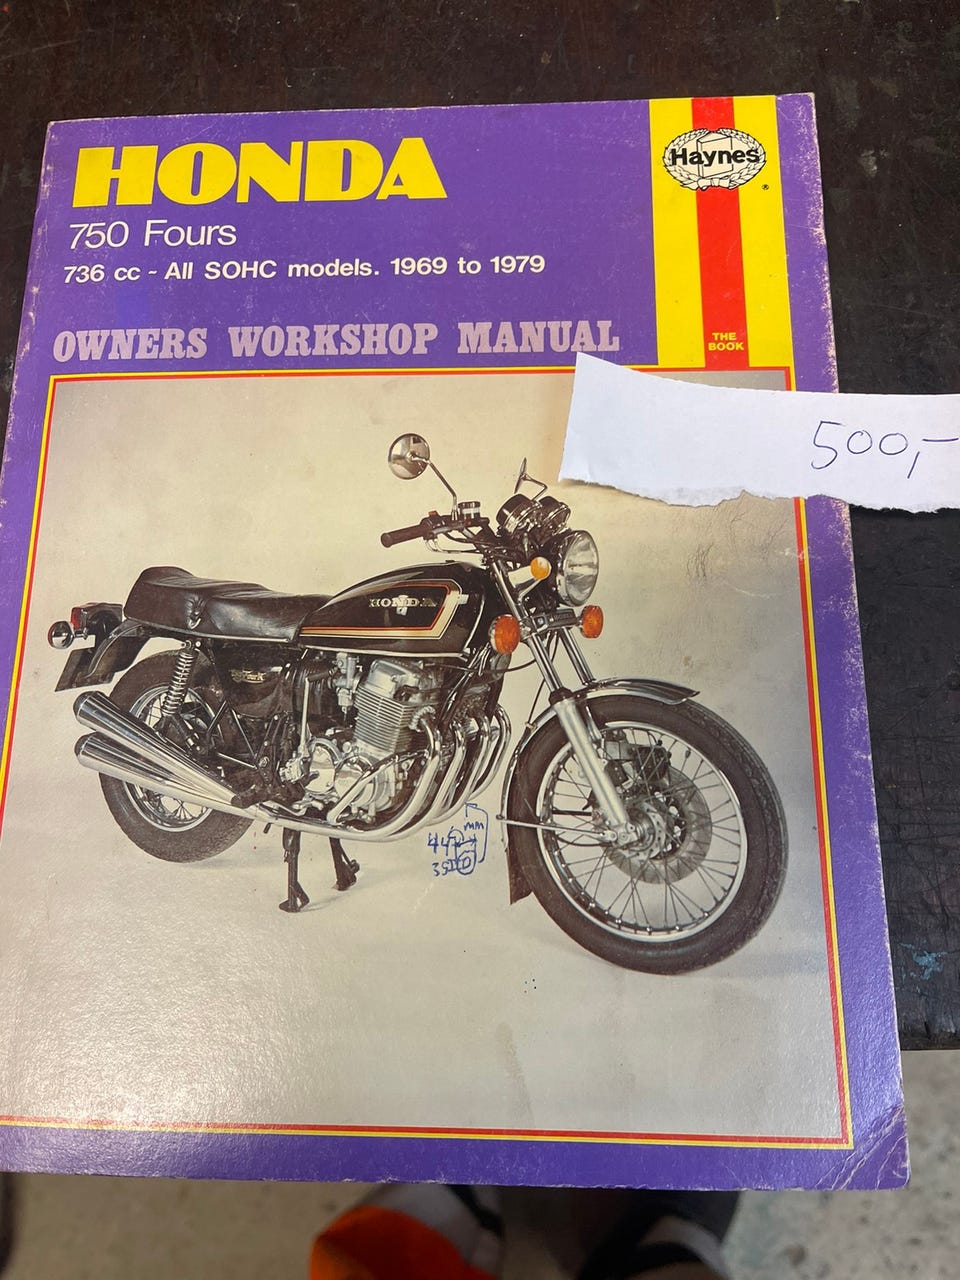 HONDA
Haynes
®
750 Fours
736 cc - All SOHC models. 1969 to 1979
OWNERS WORKSHOP MANUAL
THE
BOOK
500,-
HONDA
mm